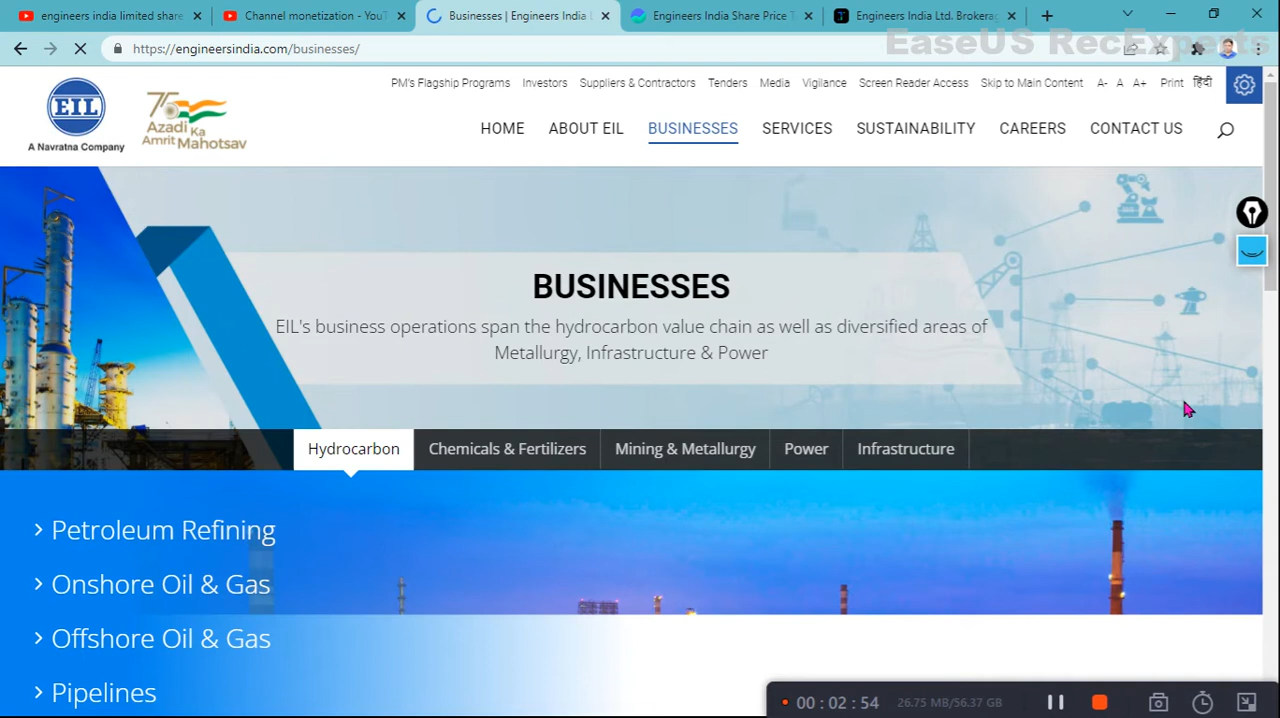 engineers india limited share
Channel monetization - YouT
Businesses | Engineers India L
Engineers India Share Price T
Engineers India Ltd. Brokerag
https://engineersindia.com/businesses/
EaseUS RecExperts
PM's Flagship Programs Investors Suppliers & Contractors Tenders Media Vigilance Screen Reader Access Skip to Main Content A- A A+ Print हिंदी
EIL
A Navratna Company
75
Azadi Ka
Amrit Mahotsav
HOME ABOUT EIL BUSINESSES SERVICES SUSTAINABILITY CAREERS CONTACT US
BUSINESSES
EIL's business operations span the hydrocarbon value chain as well as diversified areas of
Metallurgy, Infrastructure & Power
Hydrocarbon Chemicals & Fertilizers Mining & Metallurgy Power Infrastructure
Petroleum Refining
Onshore Oil & Gas
Offshore Oil & Gas
Pipelines
00 : 02 : 54 26.75 MB/56.37 GB